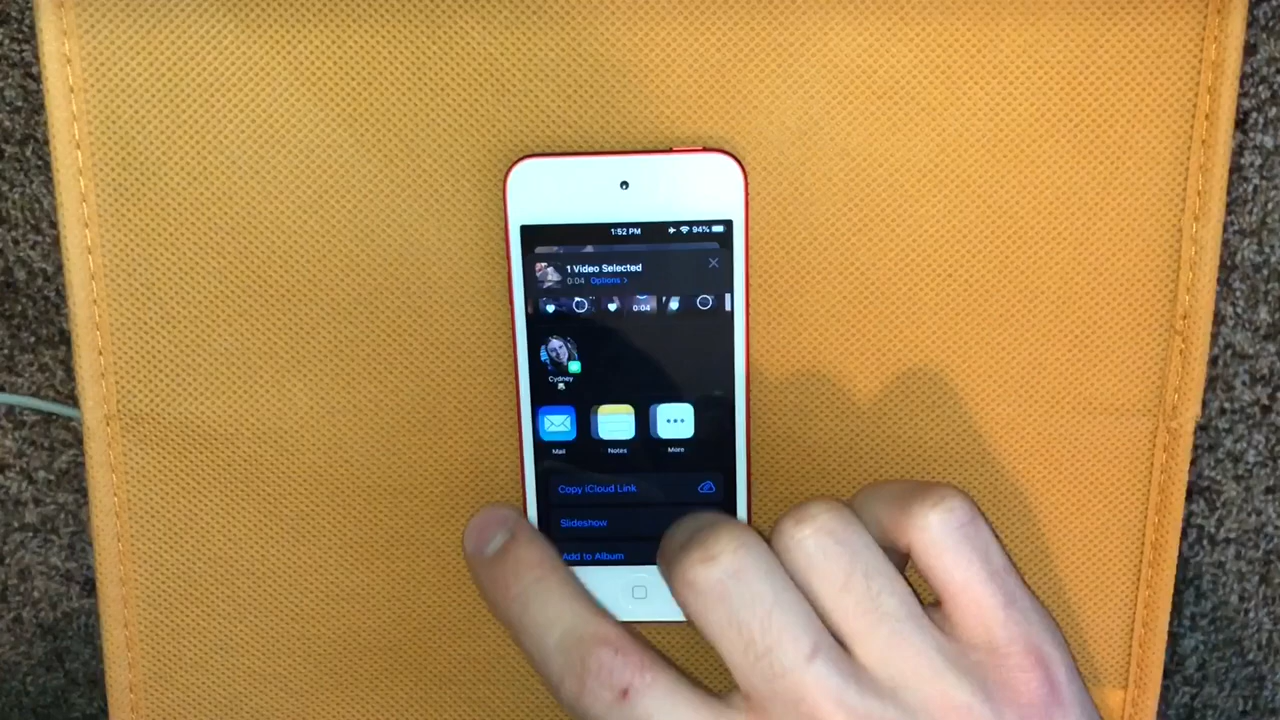 1:52 PM 94%
1 Video Selected
0:04 Options >
0:04
Cydney
Mail Notes More
Copy iCloud Link
Slideshow
Add to Album